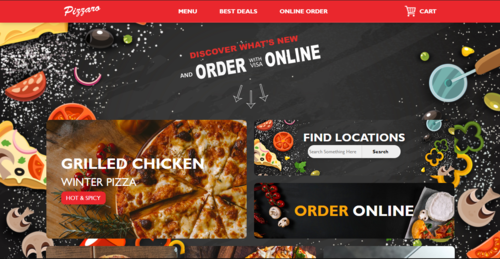 Pizzaro
MENU
BEST DEALS
ONLINE ORDER
CART
DISCOVER WHAT'S NEW
AND ORDER WITH VISA ONLINE
GRILLED CHICKEN
WINTER PIZZA
HOT & SPICY
FIND LOCATIONS
Search Something Here
Search
ORDER ONLINE